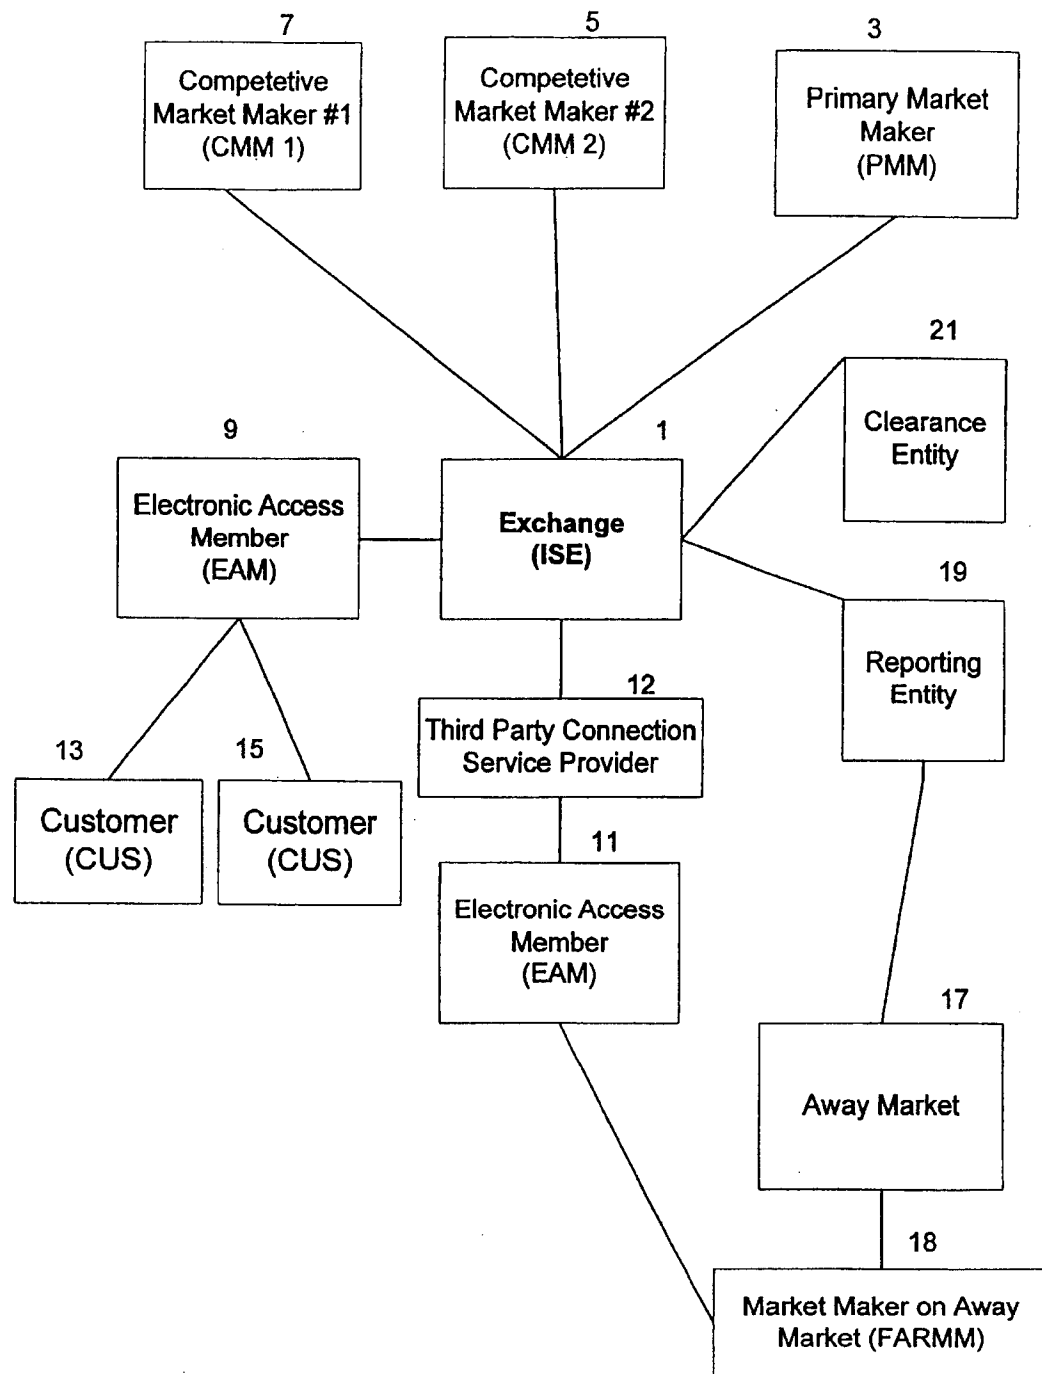 7
5
3
Competetive
Market Maker #1
(CMM 1)
Competetive
Market Maker #2
(CMM 2)
Primary Market
Maker
(PMM)
21
Clearance
Entity
9
1
Electronic Access
Member
(EAM)
Exchange
(ISE)
19
Reporting
Entity
12
Third Party Connection
Service Provider
13
15
Customer
(CUS)
Customer
(CUS)
11
Electronic Access
Member
(EAM)
17
Away Market
18
Market Maker on Away
Market (FARMM)